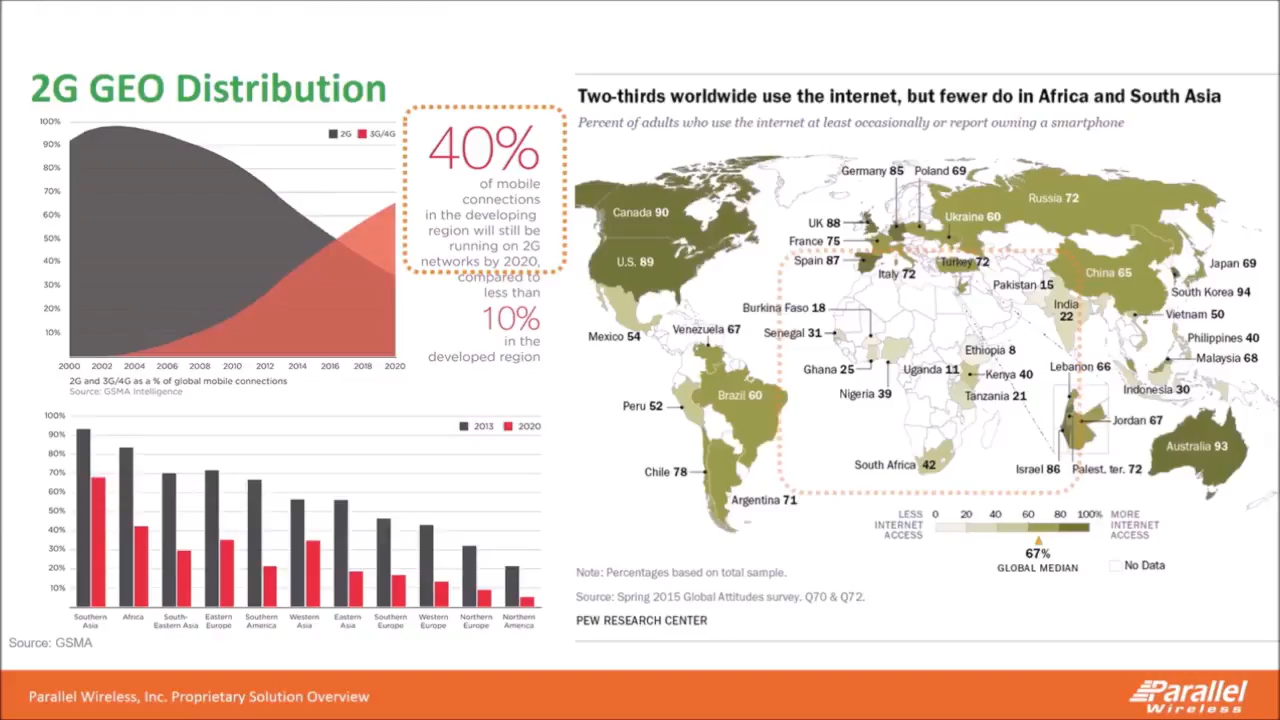 2G GEO Distribution
100%
90%
80%
70%
60%
50%
40%
30%
20%
10%
2G
3G/4G
2000 2002 2004 2006 2008 2010 2012 2014 2016 2018 2020
2G and 3G/4G as a % of global mobile connections
Source: GSMA Intelligence
40%
of mobile
connections
in the developing
region will still be
running on 2G
networks by 2020,
compared to
less than
10%
in the
developed region
100%
90%
80%
70%
60%
50%
40%
30%
20%
10%
2013
2020
Southern Asia
Africa
South-Eastern Asia
Eastern Europe
Southern America
Western Asia
Eastern Asia
Southern Europe
Western Europe
Northern Europe
Northern America
Source: GSMA
Two-thirds worldwide use the internet, but fewer do in Africa and South Asia
Percent of adults who use the internet at least occasionally or report owning a smartphone
Germany 85
Poland 69
Russia 72
Canada 90
UK 88
Ukraine 60
France 75
U.S. 89
Spain 87
Italy 72
Turkey 72
China 65
Japan 69
Pakistan 15
South Korea 94
India 22
Burkina Faso 18
Vietnam 50
Mexico 54
Venezuela 67
Senegal 31
Philippines 40
Ethiopia 8
Malaysia 68
Ghana 25
Uganda 11
Kenya 40
Lebanon 66
Nigeria 39
Tanzania 21
Indonesia 30
Peru 52
Brazil 60
Jordan 67
Australia 93
Chile 78
South Africa 42
Israel 86
Palest. ter. 72
Argentina 71
LESS INTERNET ACCESS
0 20 40 60 80 100%
MORE INTERNET ACCESS
67%
GLOBAL MEDIAN
No Data
Note: Percentages based on total sample.
Source: Spring 2015 Global Attitudes survey. Q70 & Q72.
PEW RESEARCH CENTER
Parallel Wireless, Inc. Proprietary Solution Overview
Parallel
Wireless